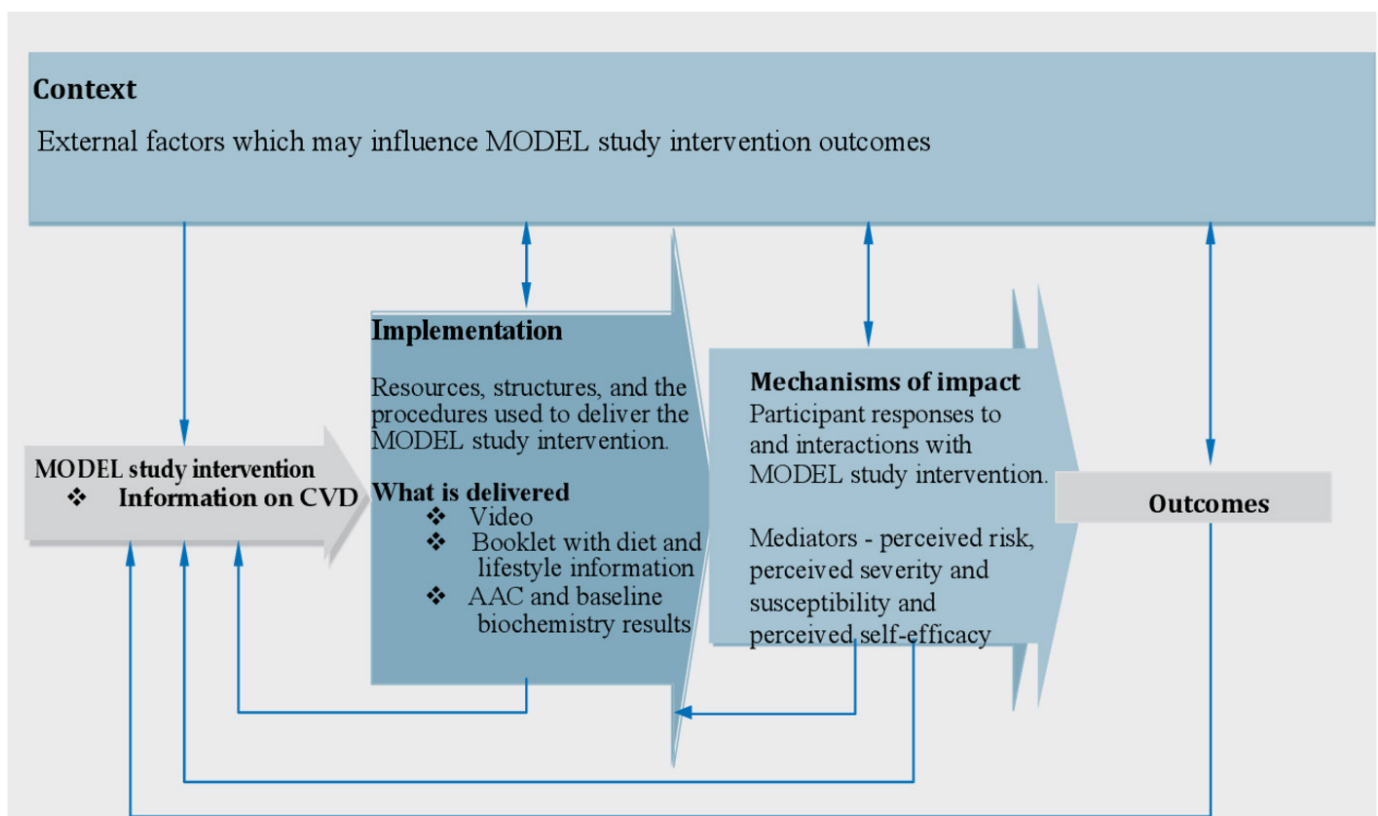 Context
External factors which may influence MODEL study intervention outcomes
MODEL study intervention
❖ Information on CVD
Implementation
Resources, structures, and the
procedures used to deliver the
MODEL study intervention.
What is delivered
❖ Video
❖ Booklet with diet and
lifestyle information
❖ AAC and baseline
biochemistry results
Mechanisms of impact
Participant responses to
and interactions with
MODEL study intervention.
Mediators - perceived risk,
perceived severity and
susceptibility and
perceived self-efficacy
Outcomes